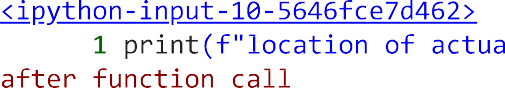 <ipython-input-10-5646fce7d462>
1 print(f"location of actua
after function call